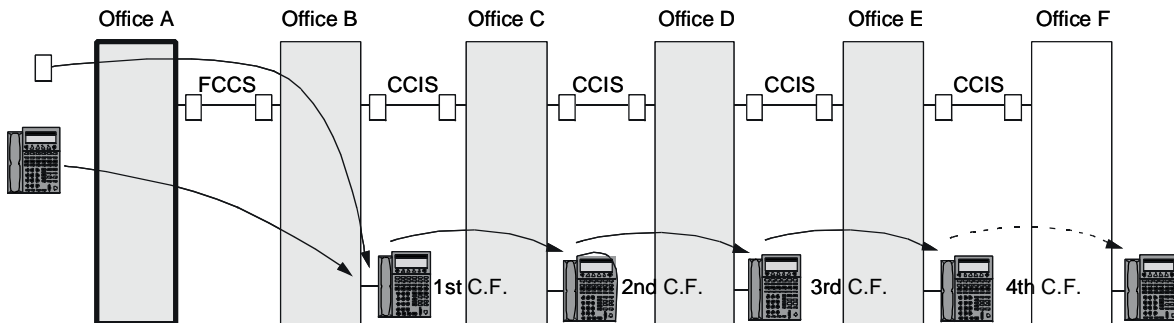 Office A Office B Office C Office D Office E Office F
FCCS CCIS CCIS CCIS CCIS
1st C.F. 2nd C.F. 3rd C.F. 4th C.F.